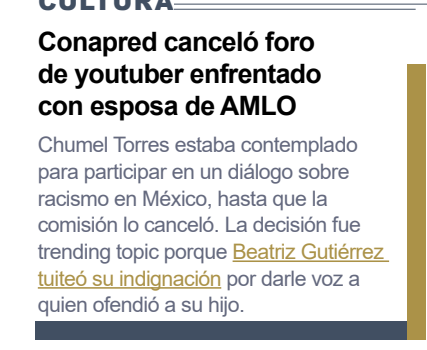 CULTURA
Conapred canceló foro
de youtuber enfrentado
con esposa de AMLO
Chumel Torres estaba contemplado
para participar en un diálogo sobre
racismo en México, hasta que la
comisión lo canceló. La decisión fue
trending topic porque Beatriz Gutiérrez
tuiteó su indignación por darle voz a
quien ofendió a su hijo.